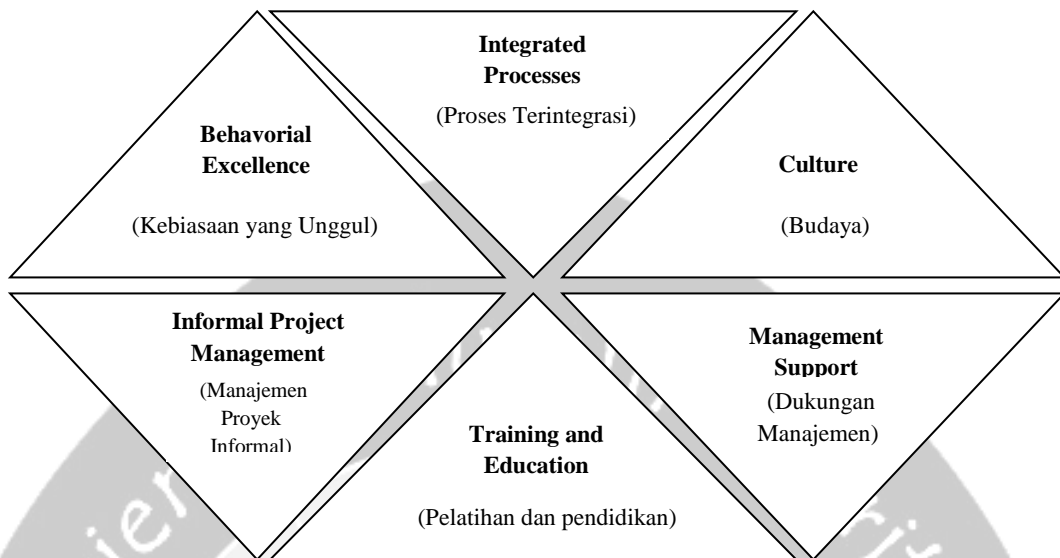 Integrated
Processes
(Proses Terintegrasi)
Behavorial
Excellence
(Kebiasaan yang Unggul)
Culture
(Budaya)
Informal Project
Management
(Manajemen
Proyek
Informal)
Training and
Education
(Pelatihan dan pendidikan)
Management
Support
(Dukungan
Manajemen)